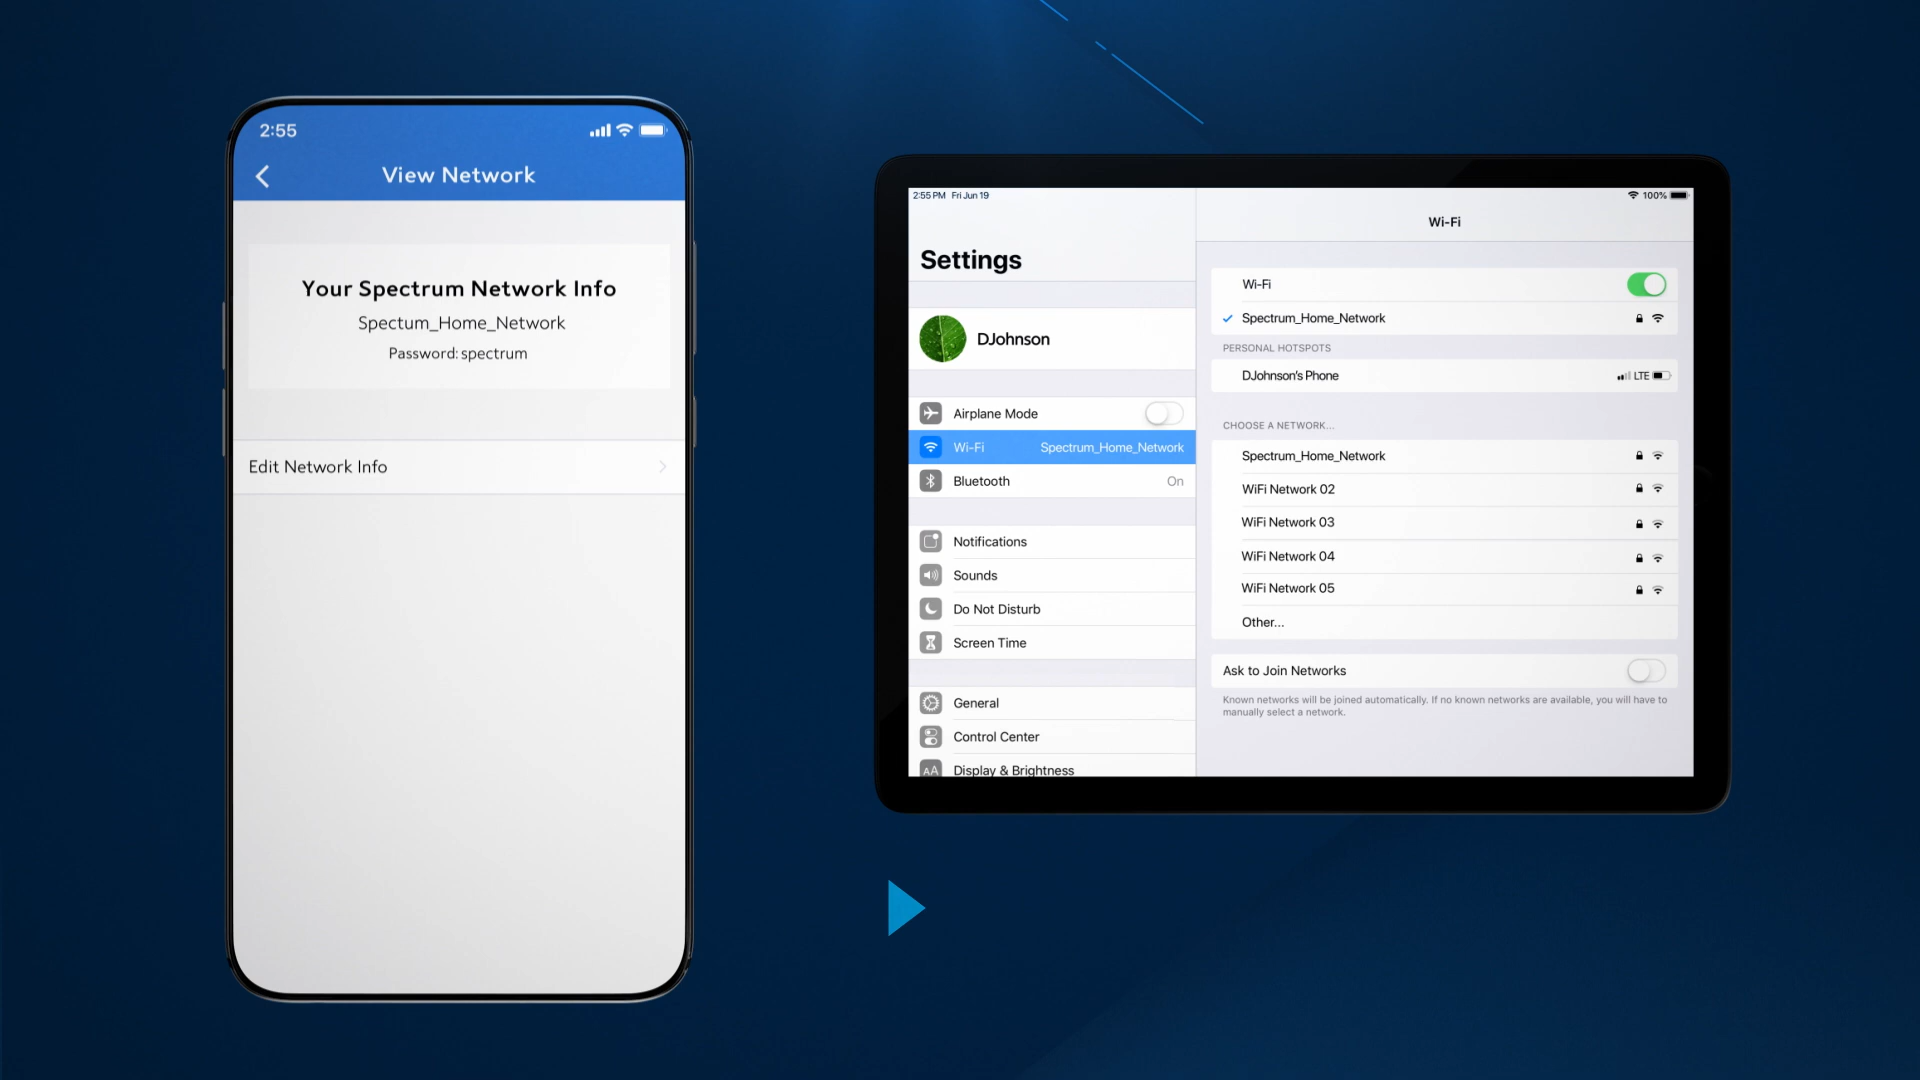 2:55
View Network
Your Spectrum Network Info
Spectum_Home_Network
Password: spectrum
Edit Network Info
2:55 PM Fri Jun 19
100%
Settings
DJohnson
Airplane Mode
Wi-Fi Spectrum_Home_Network
Bluetooth On
Notifications
Sounds
Do Not Disturb
Screen Time
General
Control Center
AA Display & Brightness
Wi-Fi
Wi-Fi
Spectrum_Home_Network
PERSONAL HOTSPOTS
DJohnson's Phone LTE
CHOOSE A NETWORK...
Spectrum_Home_Network
WiFi Network 02
WiFi Network 03
WiFi Network 04
WiFi Network 05
Other...
Ask to Join Networks
Known networks will be joined automatically. If no known networks are available, you will have to
manually select a network.